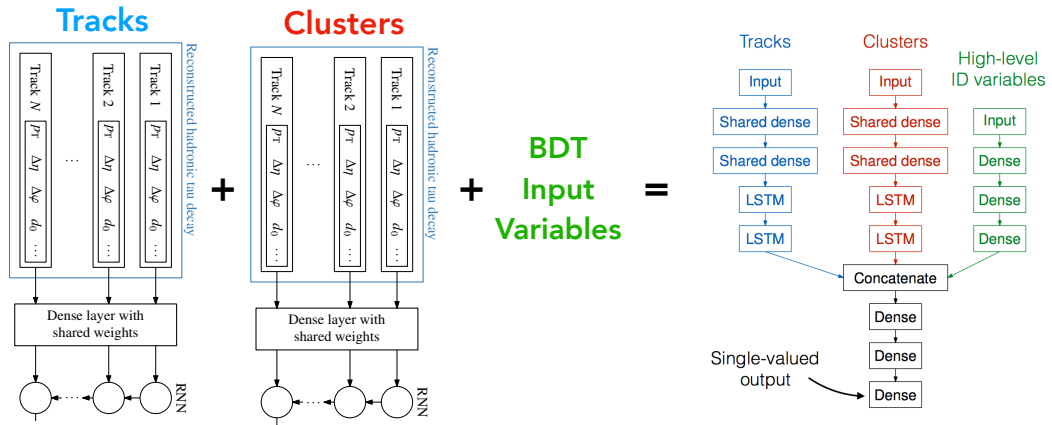 Tracks
Reconstructed hadronic tau decay
Track N
pT Δη Δφ d0 ...
...
Track 2
pT Δη Δφ d0 ...
Track 1
pT Δη Δφ d0 ...
Dense layer with
shared weights
RNN
+
Clusters
Reconstructed hadronic tau decay
Track N
pT Δη Δφ d0 ...
...
Track 2
pT Δη Δφ d0 ...
Track 1
pT Δη Δφ d0 ...
Dense layer with
shared weights
RNN
+
BDT
Input
Variables
=
Tracks
Input
Shared dense
Shared dense
LSTM
LSTM
Clusters
Input
Shared dense
Shared dense
LSTM
LSTM
High-level
ID variables
Input
Dense
Dense
Dense
Concatenate
Dense
Dense
Dense
Single-valued
output